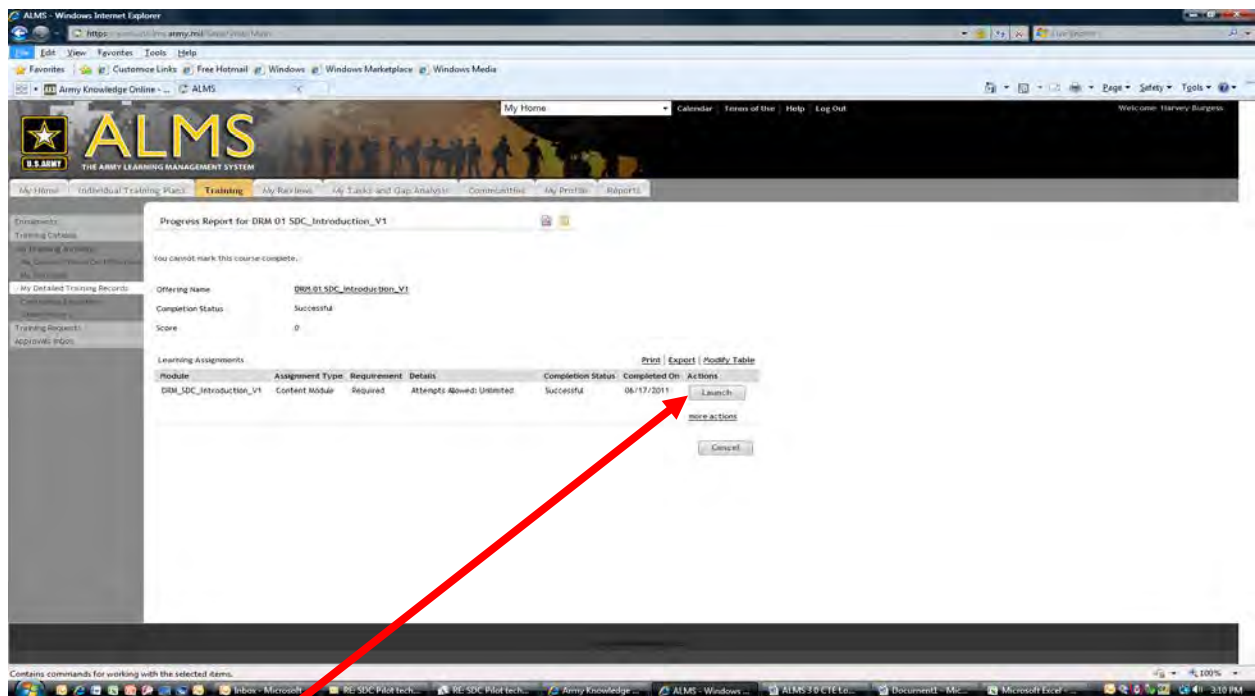 ALMS - Windows Internet Explorer
https army.mil
Edit View Favorites Tools Help
Favorites Customize Links Free Hotmail Windows Windows Marketplace Windows Media
Army Knowledge Online - ... ALMS
Page Safety Tools
My Home Calendar Terms of Use Help Log Out
Welcome Harvey Burgess
U.S.ARMY
ALMS
THE ARMY LEARNING MANAGEMENT SYSTEM
My Home Individual Training Plans Training My Reviews My Tasks and Gap Analysis Communities My Profile Reports
Training Catalog
My Detailed Training Records
Training Requests
Approvals Inbox
Progress Report for DRM 01 SDC_Introduction_V1
You cannot mark this course complete.
Offering Name DRM 01 SDC_Introduction_V1
Completion Status Successful
Score 0
Learning Assignments Print | Export | Modify Table
Module Assignment Type Requirement Details Completion Status Completed On Actions
DRM_SDC_Introduction_V1 Content Module Required Attempts Allowed: Unlimited Successful 06/17/2011 Launch
more actions
Cancel
Contains commands for working with the selected items.
100%
Inbox - Microsoft RE: SDC Pilot tech... RE: SDC Pilot tech... Army Knowledge ... ALMS - Windows ... ALMS 3 0 CTE Lo... Document1 - Mic... Microsoft Excel 3:10 PM